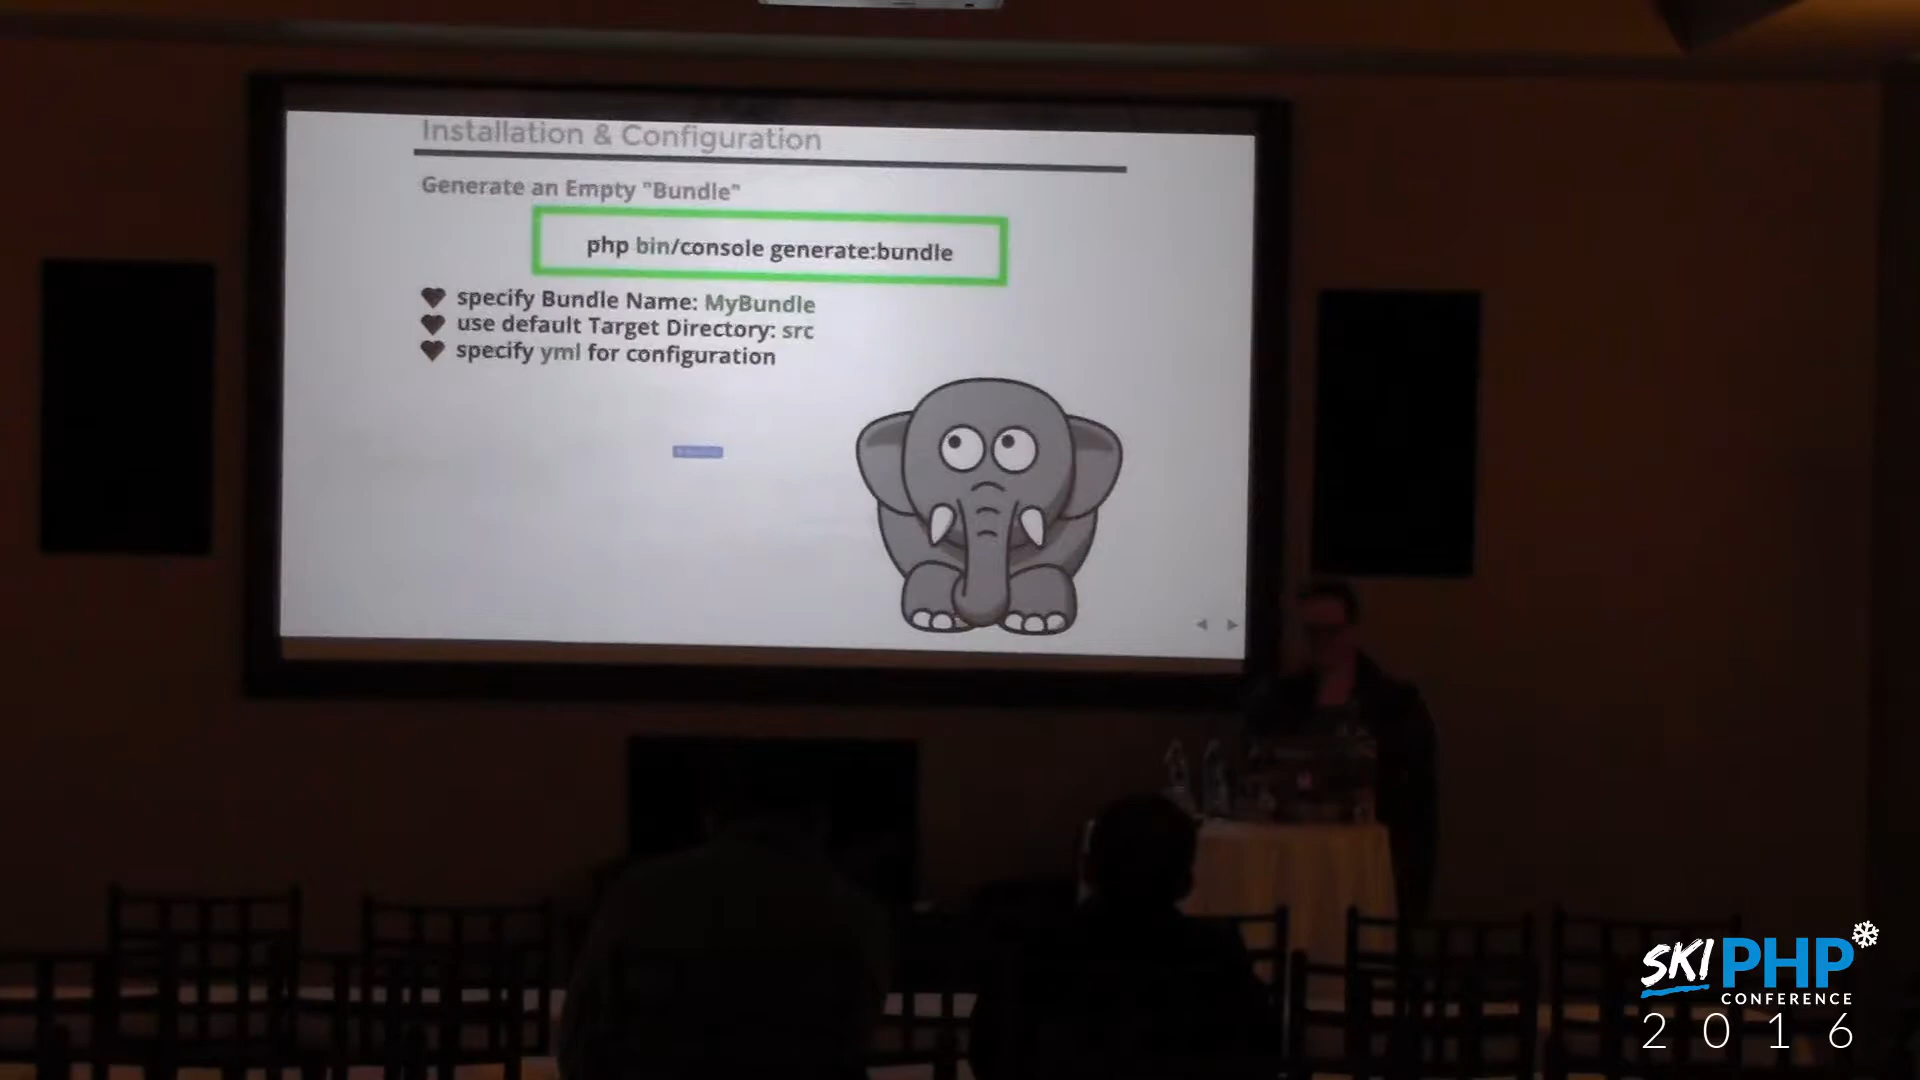 Installation & Configuration
Generate an Empty "Bundle"
php bin/console generate:bundle
specify Bundle Name: MyBundle
use default Target Directory: src
specify yml for configuration
SKI PHP
CONFERENCE
2016